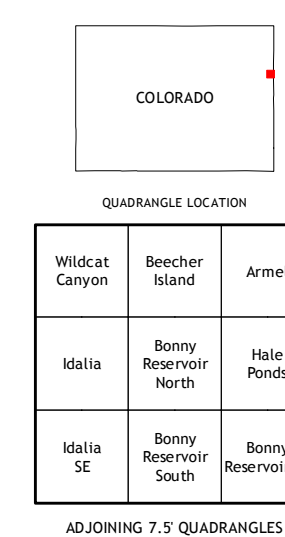 COLORADO
QUADRANGLE LOCATION
Wildcat
Canyon
Beecher
Island
Idalia
Bonny
Reservoir
North
Hale
Ponds
Idalia
SE
Bonny
Reservoir
South
Bonny
ADJOINING 7.5' QUADRANGLES